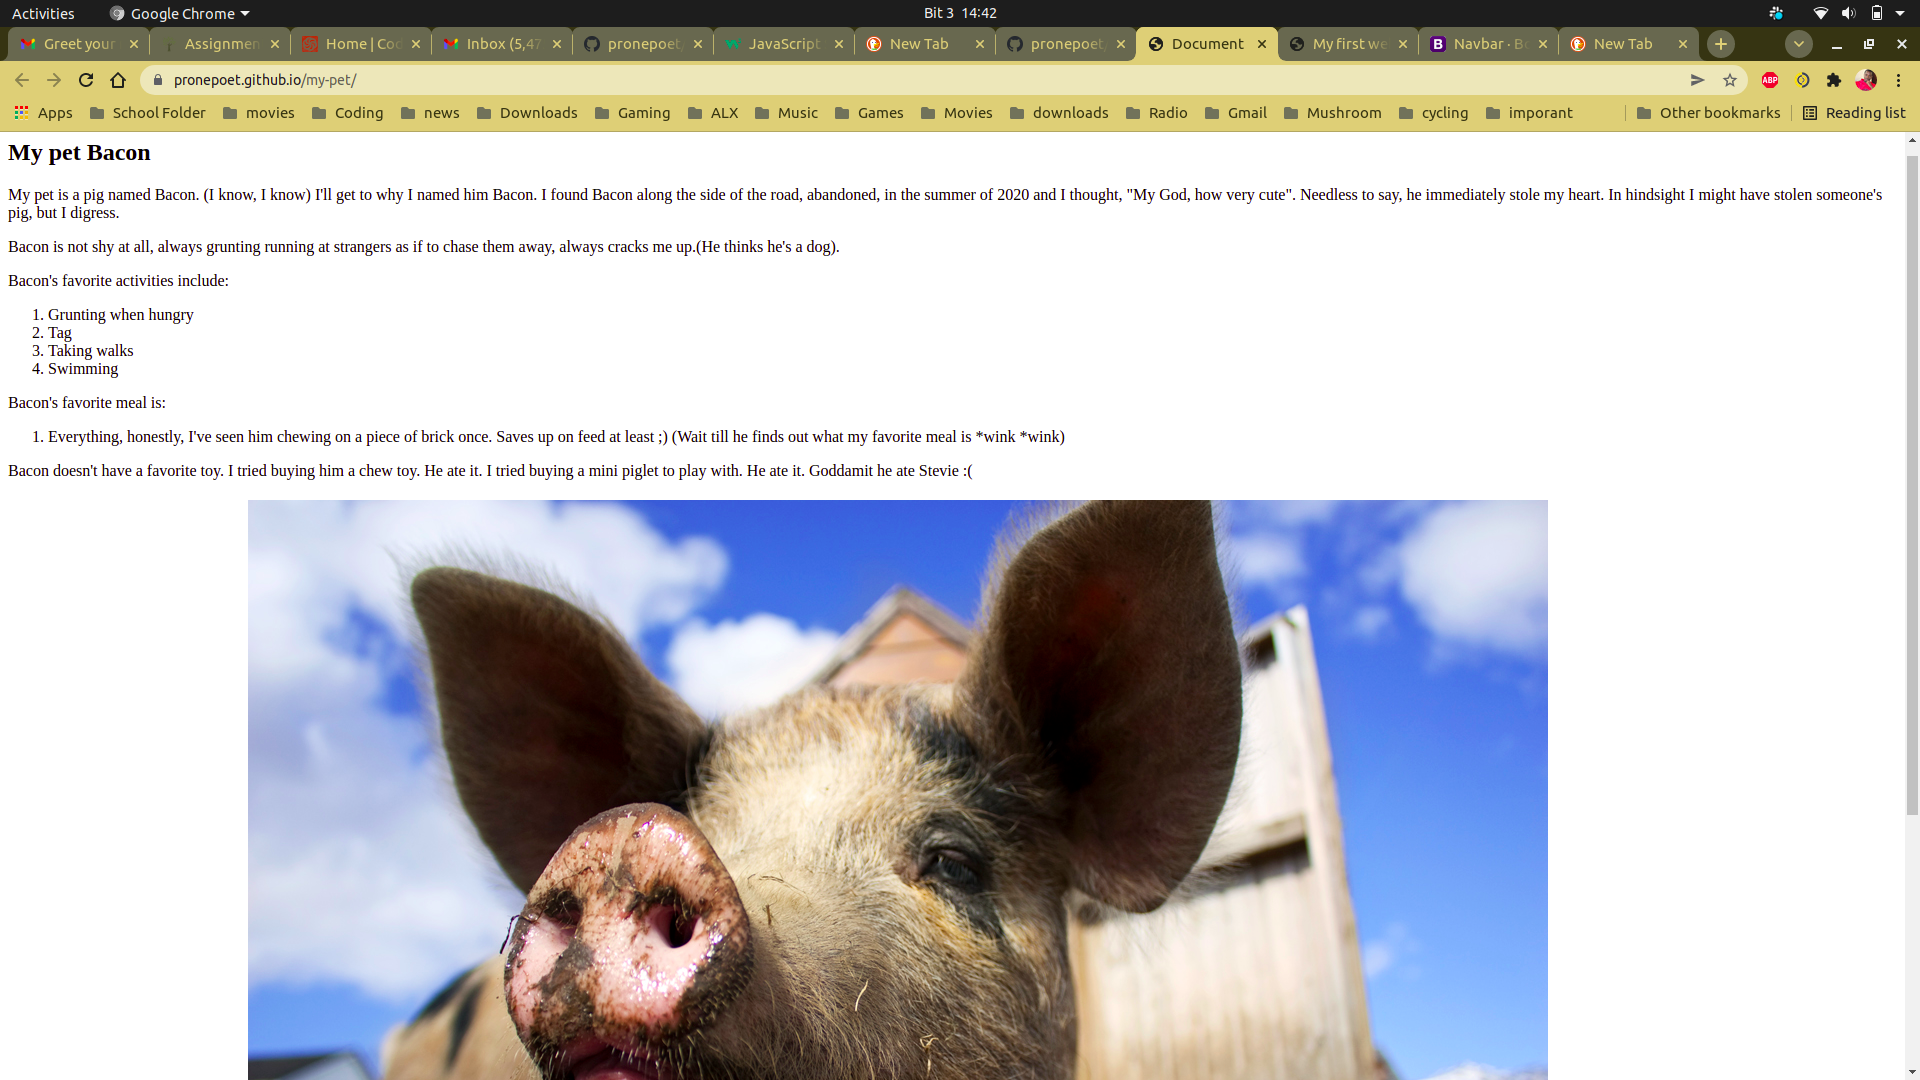 Activities Google Chrome Bit 3 14:42
Greet your Assignmen Home | Cod Inbox (5,47 pronepoet/ JavaScript New Tab pronepoet/ Document My first we Navbar · Bo New Tab
pronepoet.github.io/my-pet/ ABP
Apps School Folder movies Coding news Downloads Gaming ALX Music Games Movies downloads Radio Gmail Mushroom cycling imporant Other bookmarks Reading list
My pet Bacon
My pet is a pig named Bacon. (I know, I know) I'll get to why I named him Bacon. I found Bacon along the side of the road, abandoned, in the summer of 2020 and I thought, "My God, how very cute". Needless to say, he immediately stole my heart. In hindsight I might have stolen someone's
pig, but I digress.
Bacon is not shy at all, always grunting running at strangers as if to chase them away, always cracks me up.(He thinks he's a dog).
Bacon's favorite activities include:
1. Grunting when hungry
2. Tag
3. Taking walks
4. Swimming
Bacon's favorite meal is:
1. Everything, honestly, I've seen him chewing on a piece of brick once. Saves up on feed at least ;) (Wait till he finds out what my favorite meal is *wink *wink)
Bacon doesn't have a favorite toy. I tried buying him a chew toy. He ate it. I tried buying a mini piglet to play with. He ate it. Goddamit he ate Stevie :(